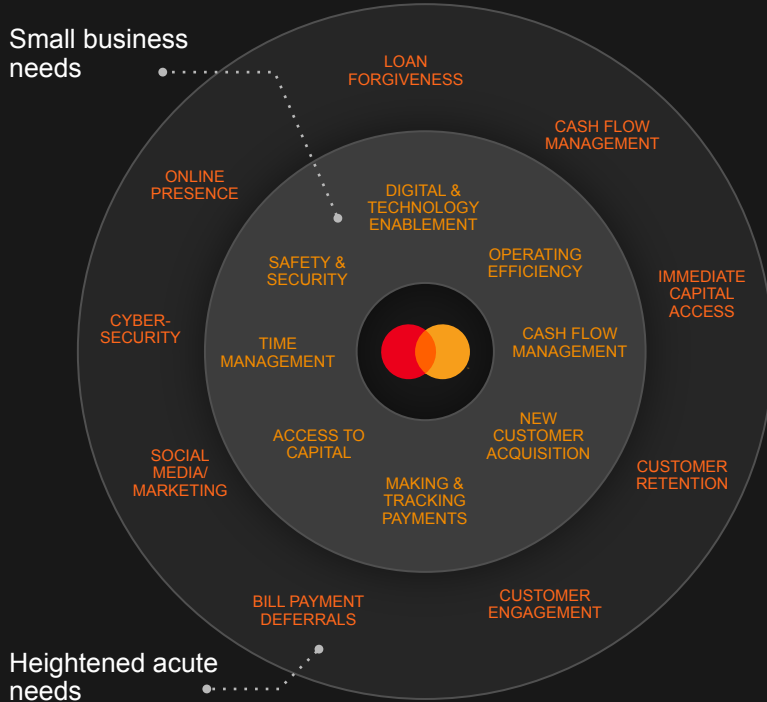 Small business
needs
LOAN
FORGIVENESS
CASH FLOW
MANAGEMENT
ONLINE
PRESENCE
IMMEDIATE
CAPITAL
ACCESS
CYBER-
SECURITY
CUSTOMER
RETENTION
SOCIAL
MEDIA/
MARKETING
CUSTOMER
ENGAGEMENT
BILL PAYMENT
DEFERRALS
DIGITAL &
TECHNOLOGY
ENABLEMENT
OPERATING
EFFICIENCY
SAFETY &
SECURITY
CASH FLOW
MANAGEMENT
TIME
MANAGEMENT
NEW
CUSTOMER
ACQUISITION
ACCESS TO
CAPITAL
MAKING &
TRACKING
PAYMENTS
Heightened acute
needs